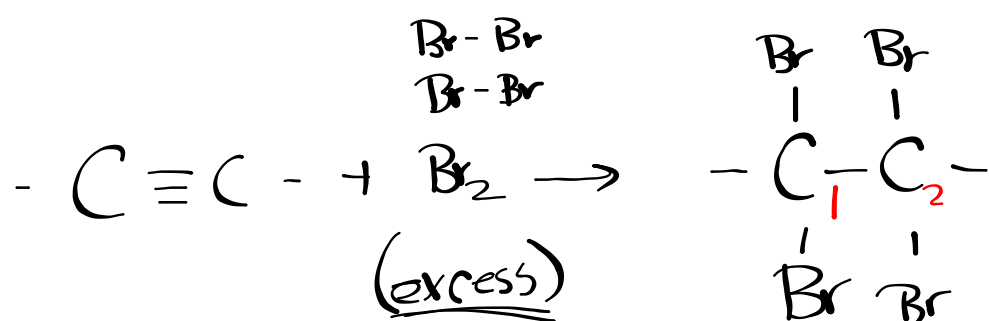 Br - Br
Br - Br
- C ≡ C - + Br₂ →
(excess)
Br Br
- C - C -
1 2
Br Br